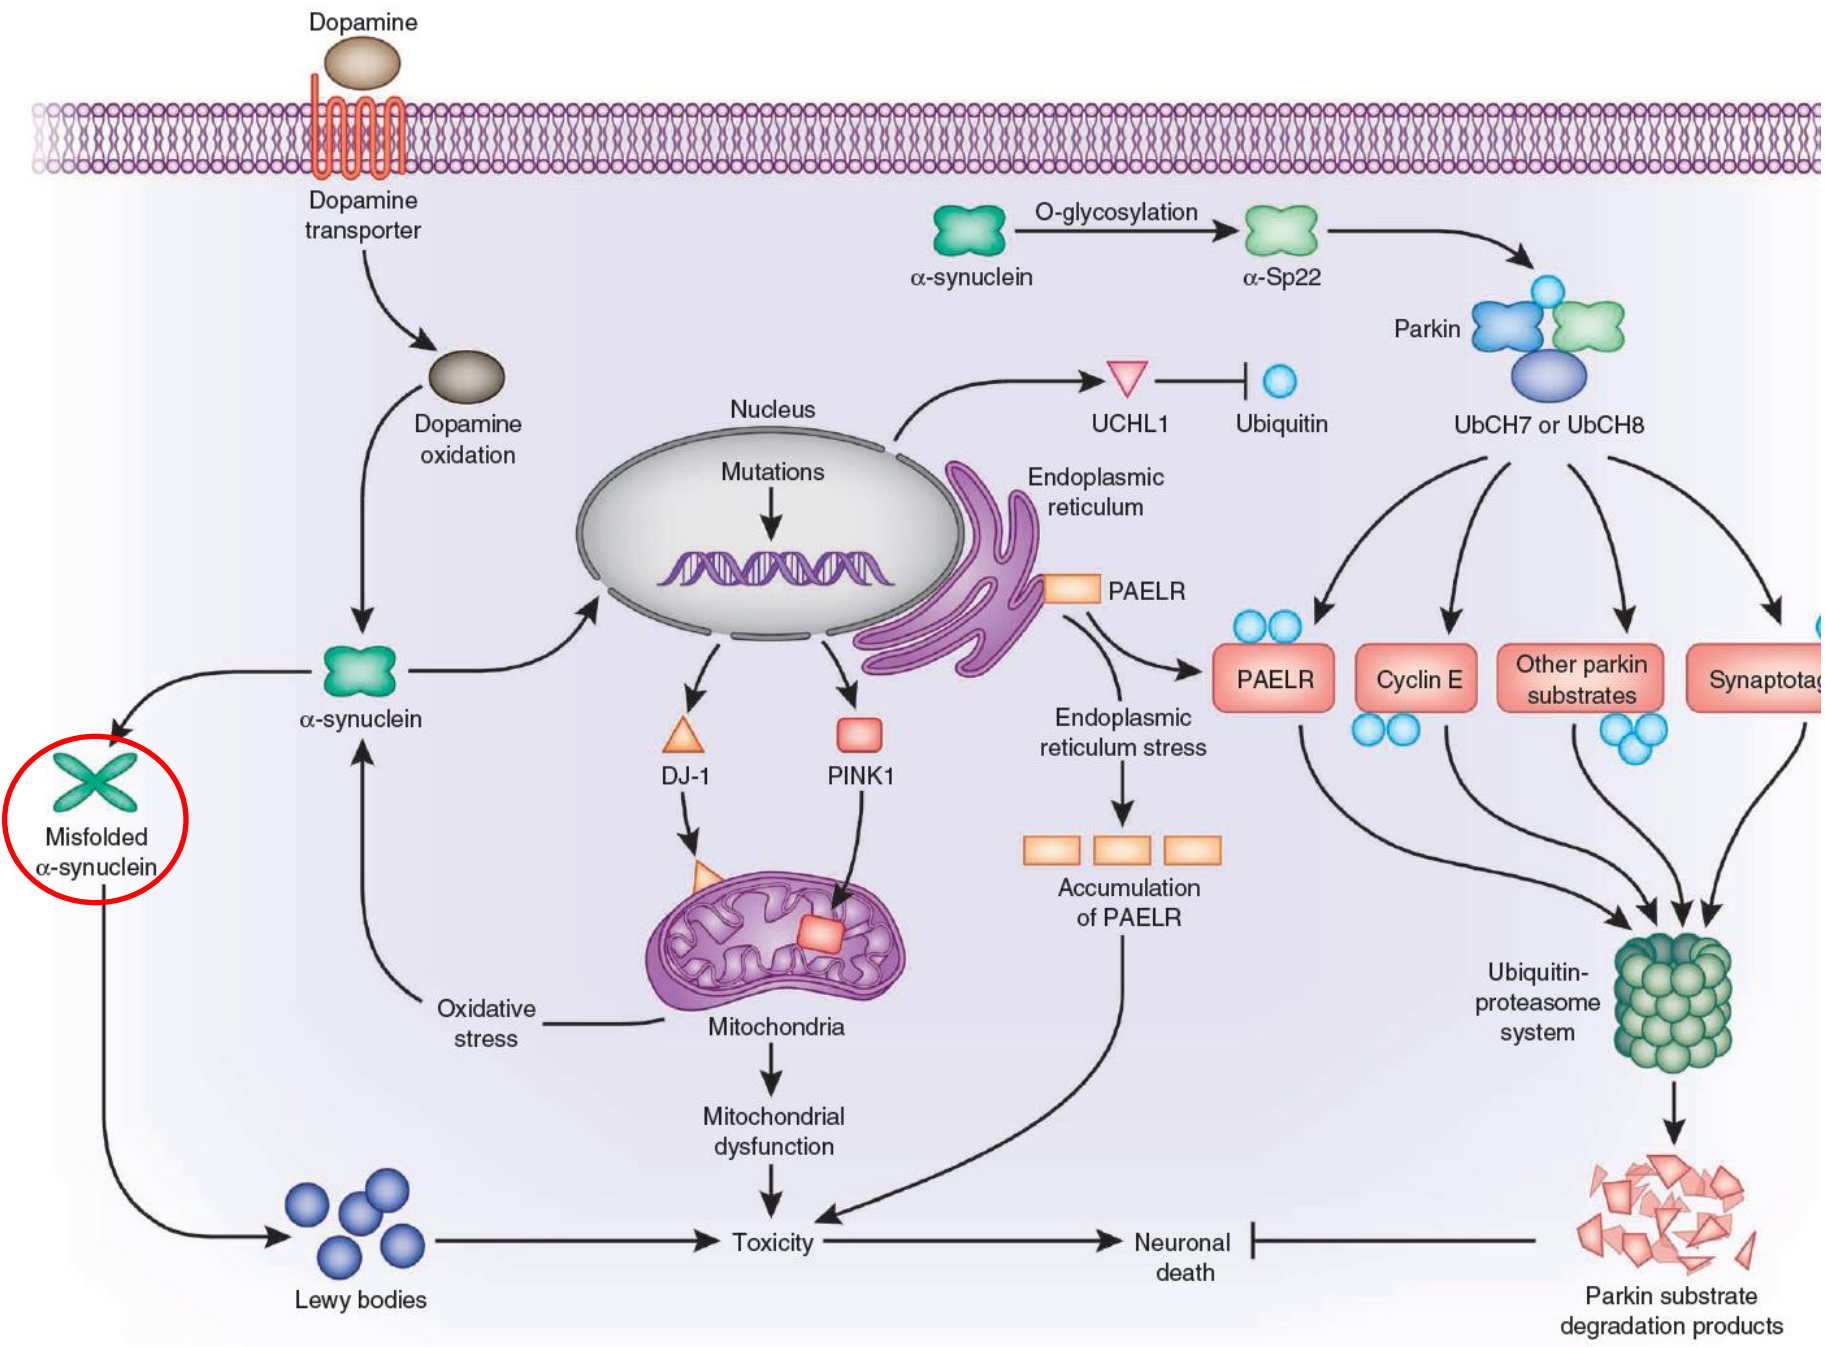 Dopamine
Dopamine
transporter
O-glycosylation
α-synuclein
α-Sp22
Parkin
UbCH7 or UbCH8
Dopamine
oxidation
Nucleus
Mutations
UCHL1
Ubiquitin
Endoplasmic
reticulum
PAELR
α-synuclein
DJ-1
PINK1
Endoplasmic
reticulum stress
PAELR
Cyclin E
Other parkin
substrates
Synaptotag
Misfolded
α-synuclein
Accumulation
of PAELR
Oxidative
stress
Mitochondria
Ubiquitin-
proteasome
system
Mitochondrial
dysfunction
Lewy bodies
Toxicity
Neuronal
death
Parkin substrate
degradation products